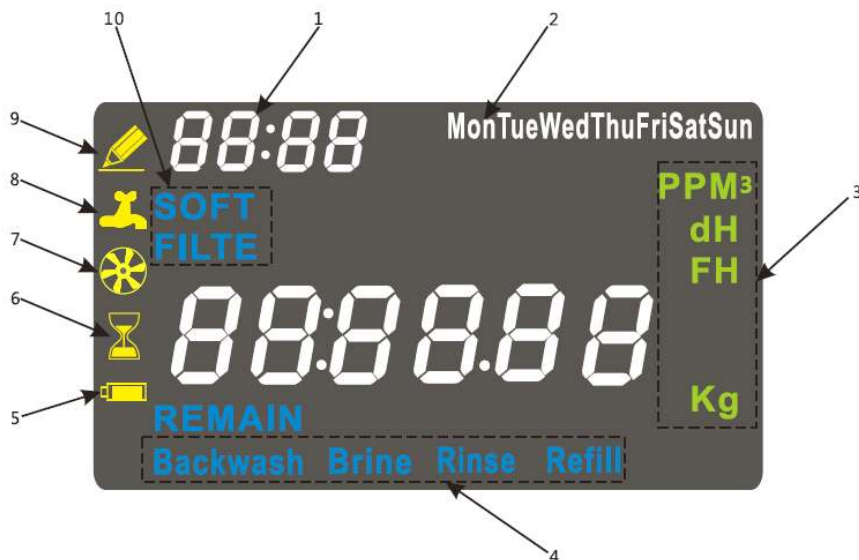 10 1 2
88:88 MonTueWedThuFriSatSun
9
8 SOFT PPM3
FILTE dH
7 FH 3
6 88:88.88
5 REMAIN Kg
Backwash Brine Rinse Refill
4